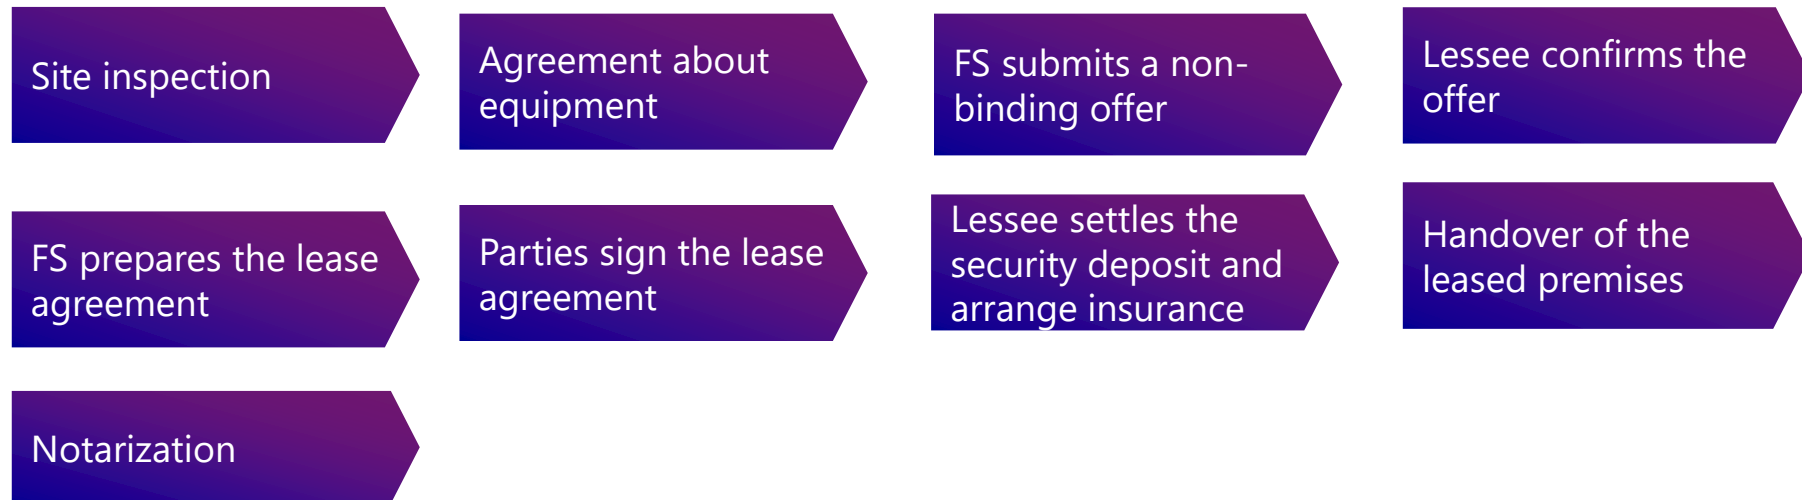 Site inspection
Agreement about
equipment
FS submits a non-
binding offer
Lessee confirms the
offer
FS prepares the lease
agreement
Parties sign the lease
agreement
Lessee settles the
security deposit and
arrange insurance
Handover of the
leased premises
Notarization